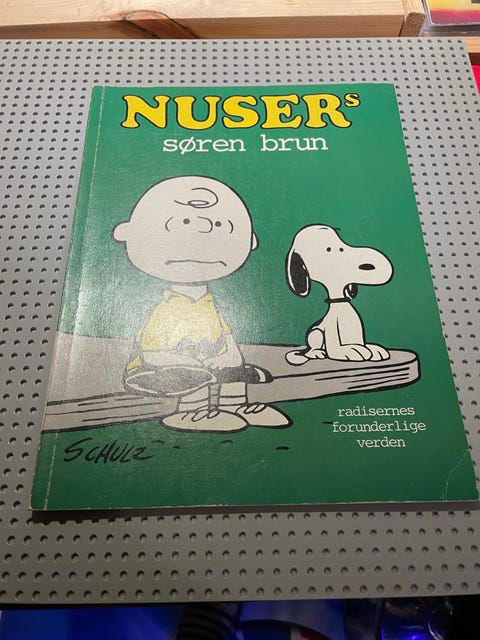 NUSERs
søren brun
radisernes
forunderlige
verden
SCHULZ